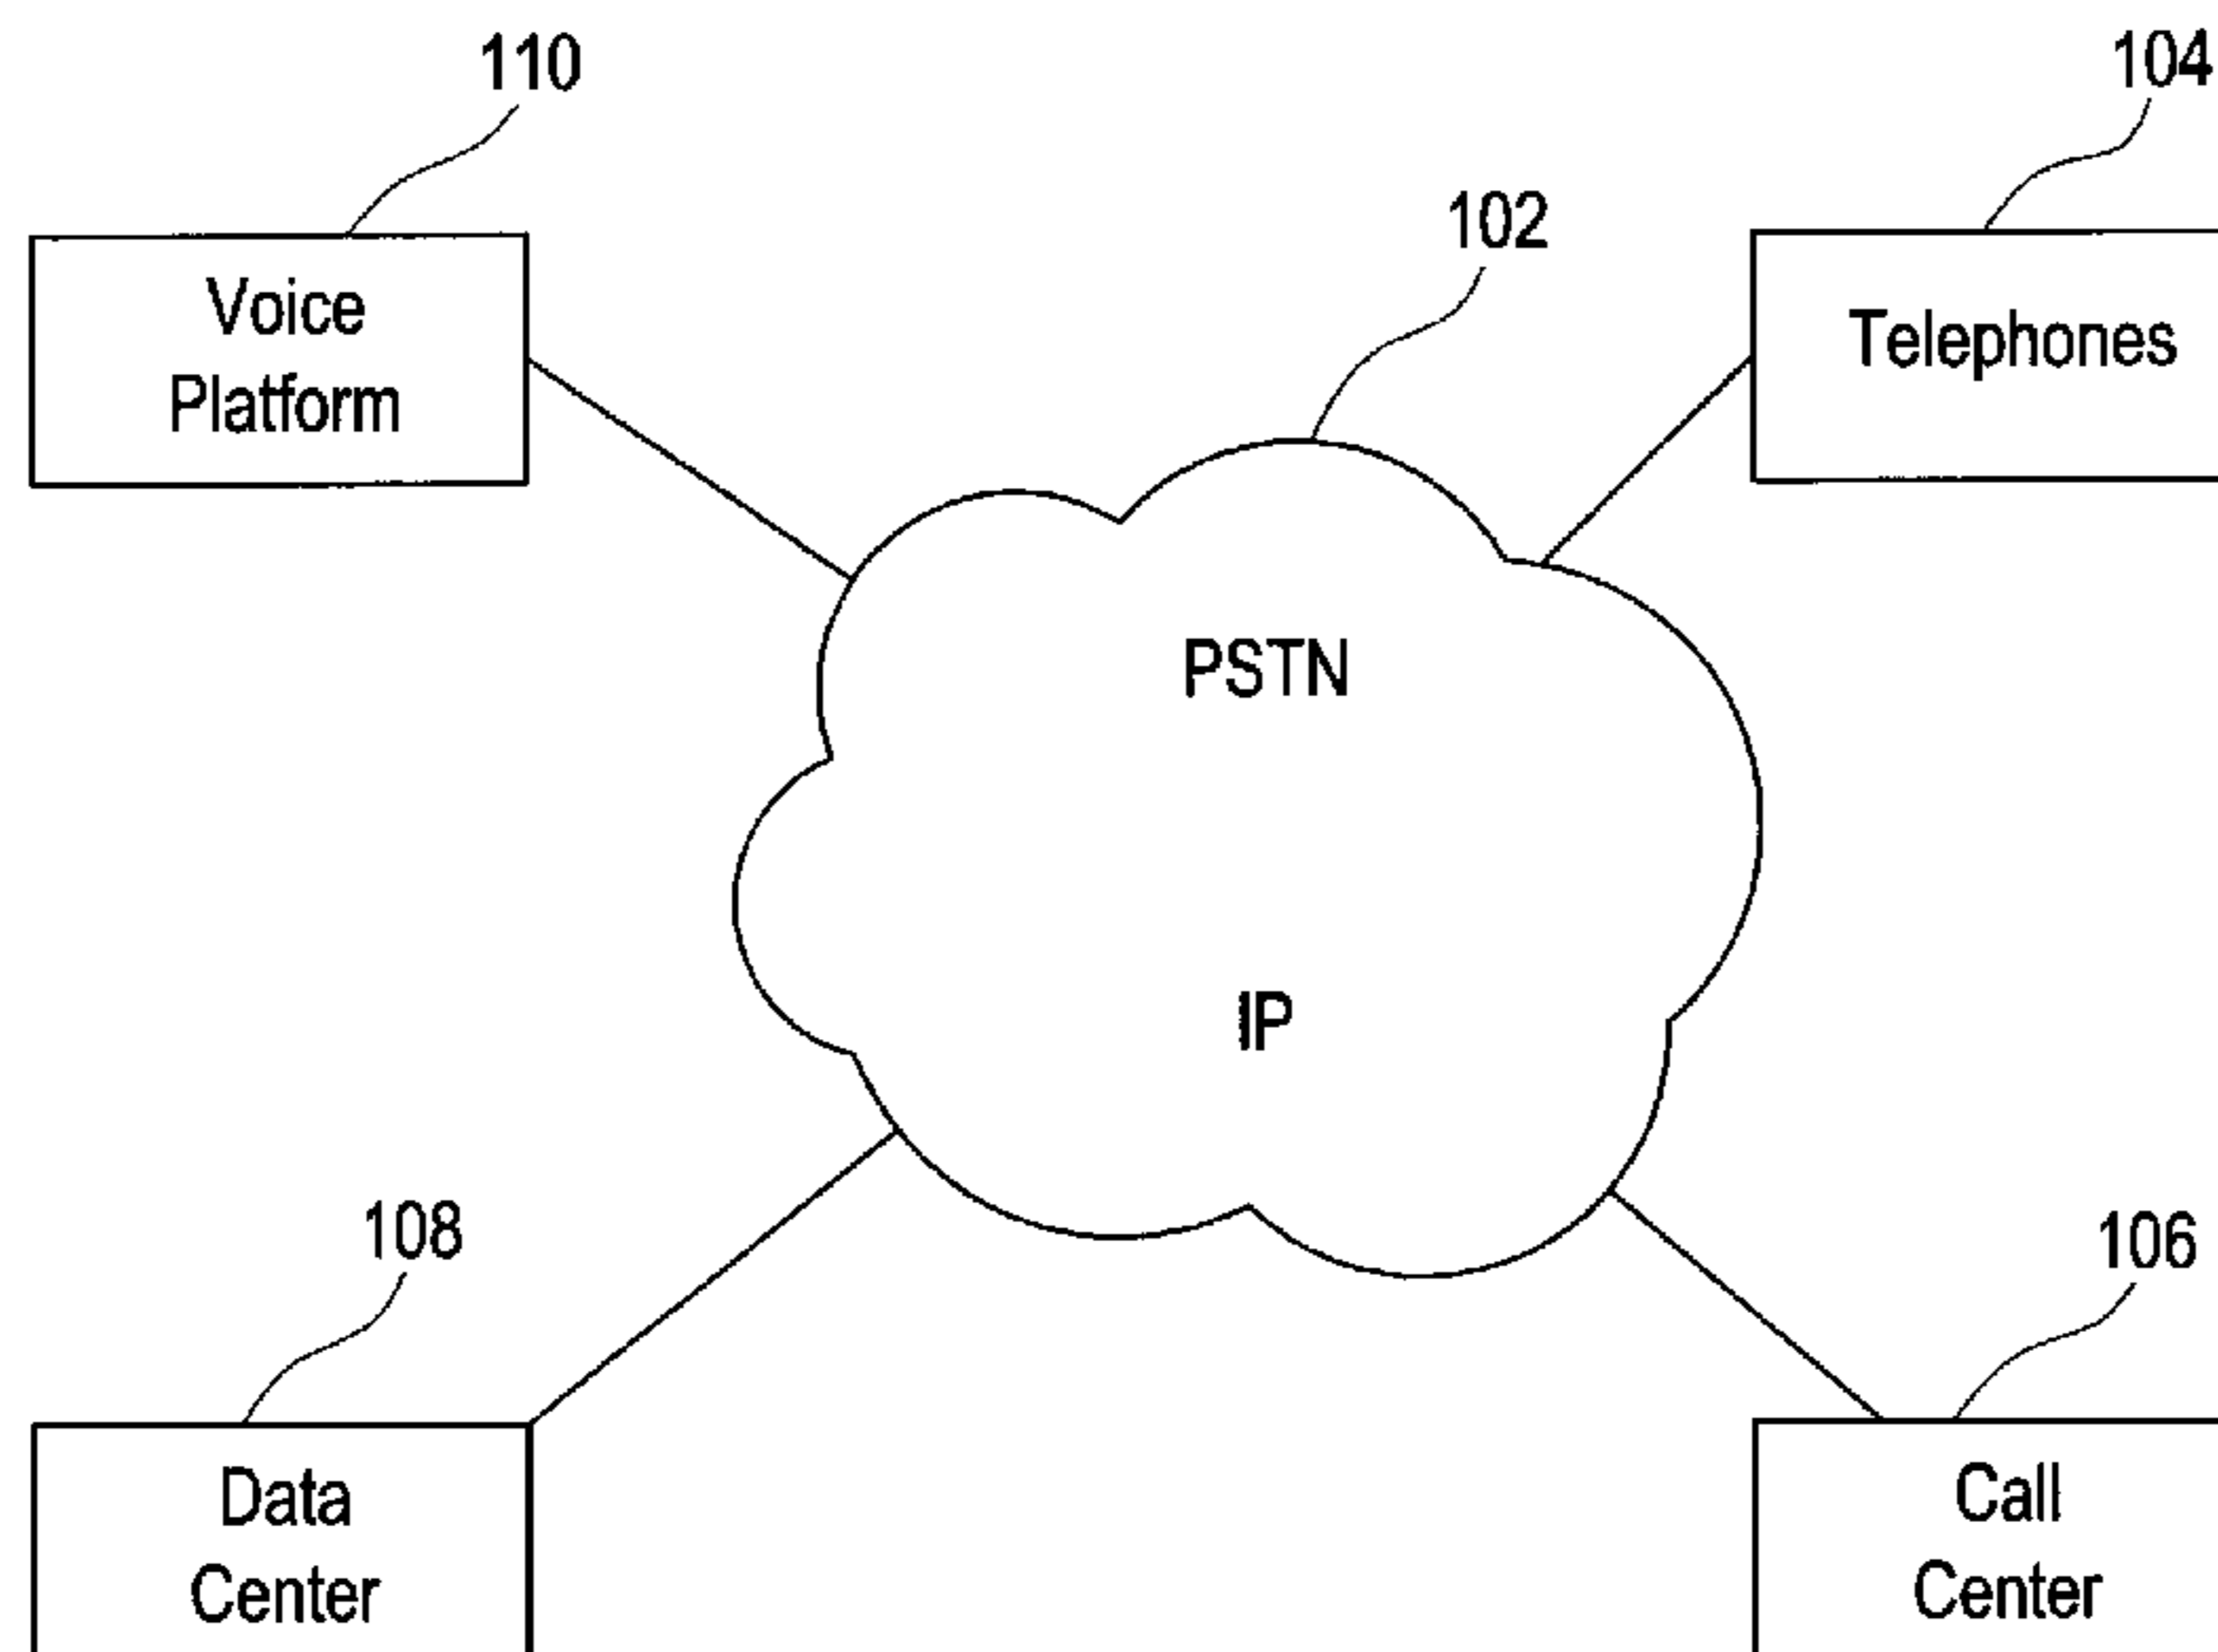 110
104
102
Voice
Platform
Telephones
PSTN
IP
108
106
Data
Center
Call
Center